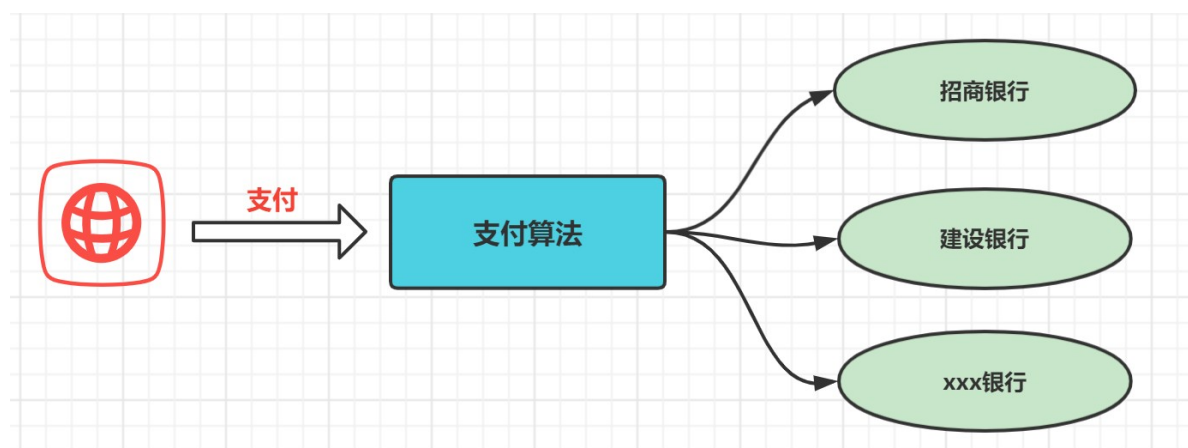 支付
支付算法
招商银行
建设银行
xxx银行